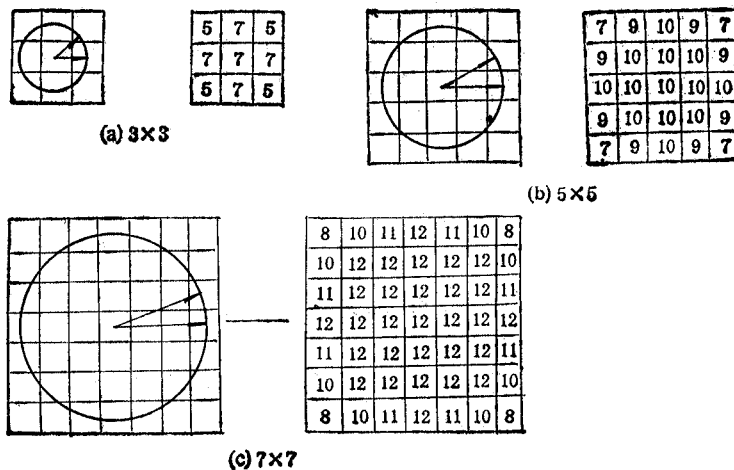 5 7 5
7 7 7
5 7 5
(a) 3×3
7 9 10 9 7
9 10 10 10 9
10 10 10 10 10
9 10 10 10 9
7 9 10 9 7
(b) 5×5
8 10 11 12 11 10 8
10 12 12 12 12 12 10
11 12 12 12 12 12 11
12 12 12 12 12 12 12
11 12 12 12 12 12 11
10 12 12 12 12 12 10
8 10 11 12 11 10 8
(c) 7×7